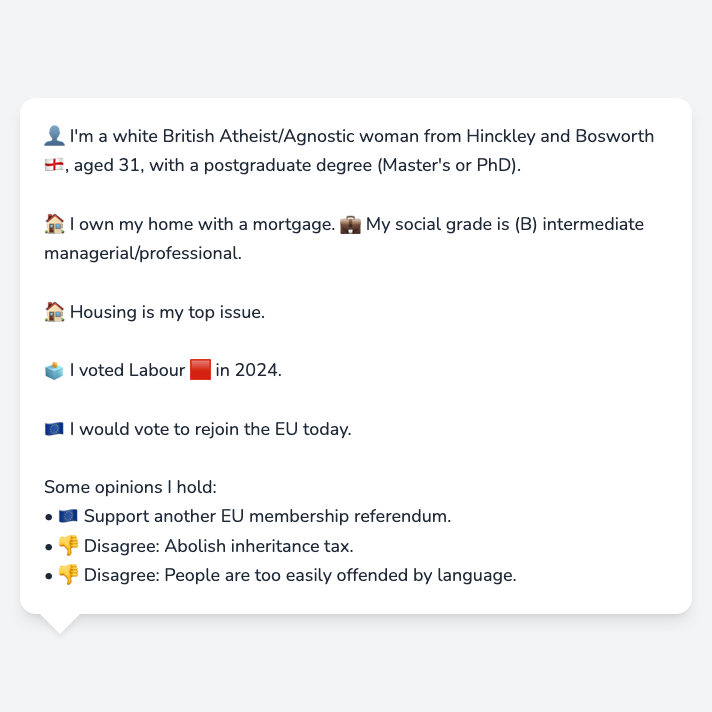 👤 I'm a white British Atheist/Agnostic woman from Hinckley and Bosworth
🏴󠁧󠁢󠁥󠁮󠁧󠁿, aged 31, with a postgraduate degree (Master's or PhD).
🏠 I own my home with a mortgage. 💼 My social grade is (B) intermediate
managerial/professional.
🏠 Housing is my top issue.
🗳️ I voted Labour 🟥 in 2024.
🇪🇺 I would vote to rejoin the EU today.
Some opinions I hold:
• 🇪🇺 Support another EU membership referendum.
• 👎 Disagree: Abolish inheritance tax.
• 👎 Disagree: People are too easily offended by language.